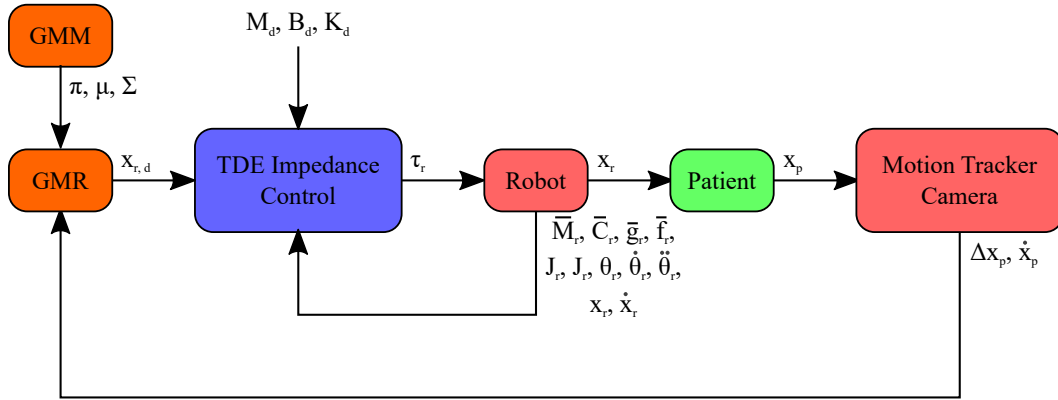 GMM
M_d, B_d, K_d
π, μ, Σ
GMR
x_r, d
TDE Impedance
Control
τ_r
Robot
x_r
Patient
x_p
Motion Tracker
Camera
M̅_r, C̅_r, g̅_r, f̅_r,
J_r, J_r, θ_r, θ̇_r, θ̈_r,
x_r, ẋ_r
Δx_p, ẋ_p